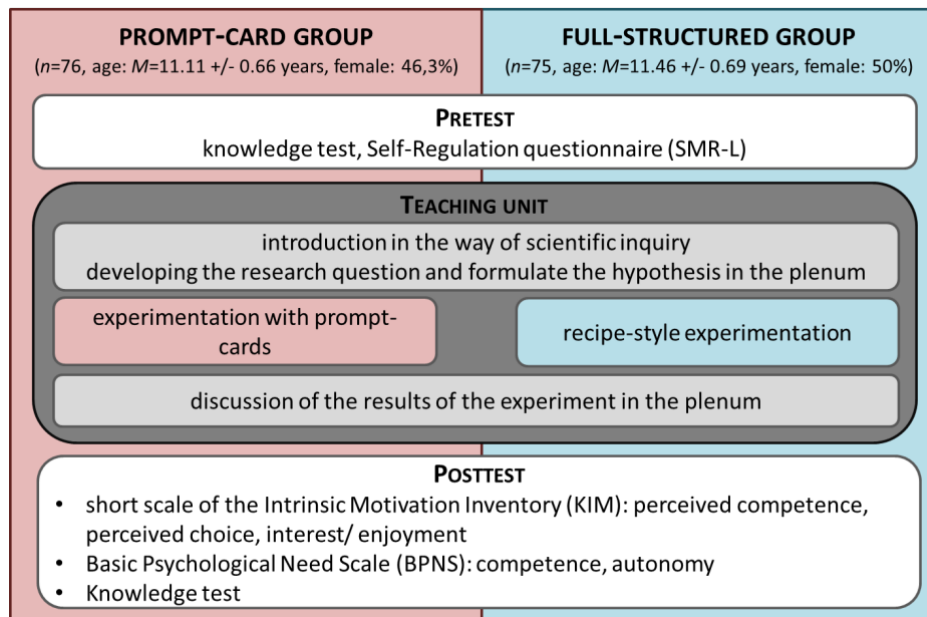 PROMPT-CARD GROUP
(n=76, age: M=11.11 +/- 0.66 years, female: 46,3%)
FULL-STRUCTURED GROUP
(n=75, age: M=11.46 +/- 0.69 years, female: 50%)
PRETEST
knowledge test, Self-Regulation questionnaire (SMR-L)
TEACHING UNIT
introduction in the way of scientific inquiry
developing the research question and formulate the hypothesis in the plenum
experimentation with prompt-
cards
recipe-style experimentation
discussion of the results of the experiment in the plenum
POSTTEST
• short scale of the Intrinsic Motivation Inventory (KIM): perceived competence,
perceived choice, interest/ enjoyment
• Basic Psychological Need Scale (BPNS): competence, autonomy
• Knowledge test